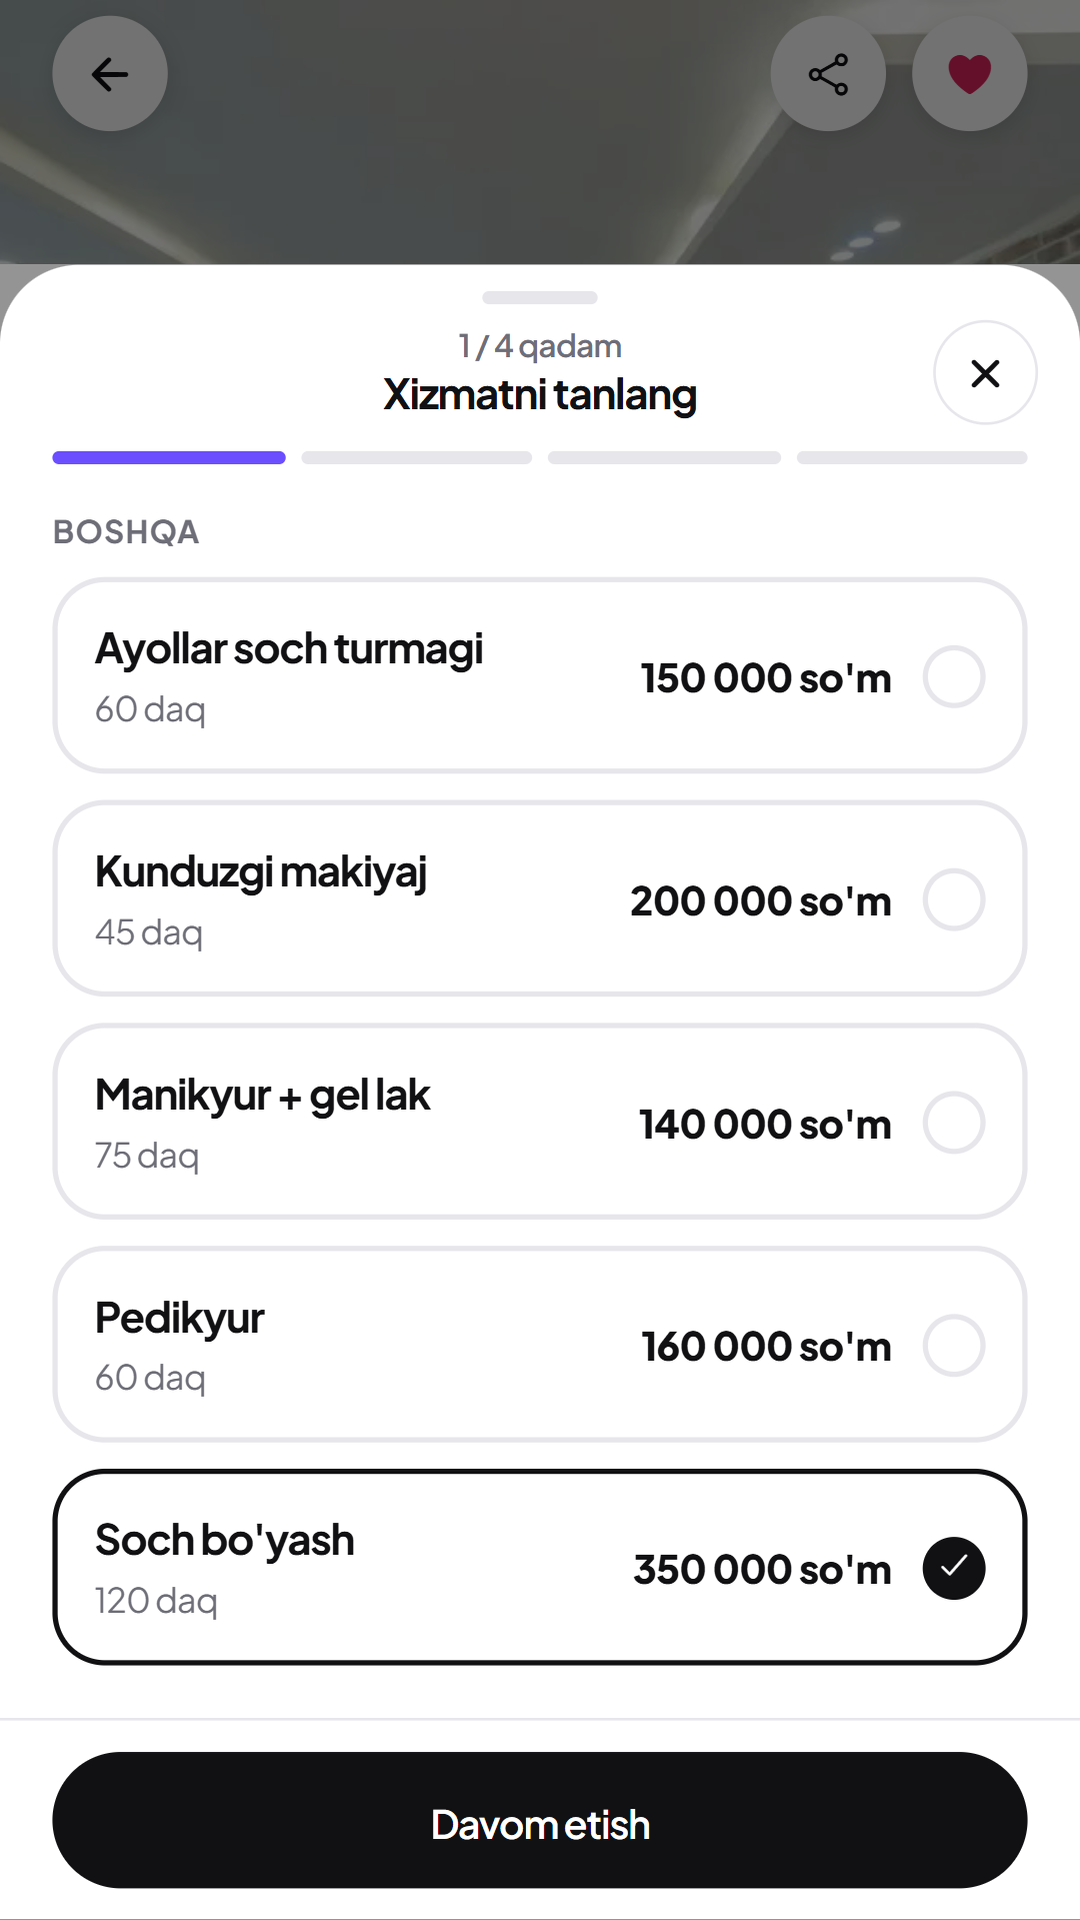 1 / 4 qadam
Xizmatni tanlang
BOSHQA
Ayollar soch turmagi
60 daq
150 000 so'm
Kunduzgi makiyaj
45 daq
200 000 so'm
Manikyur + gel lak
75 daq
140 000 so'm
Pedikyur
60 daq
160 000 so'm
Soch bo'yash
120 daq
350 000 so'm
Davom etish